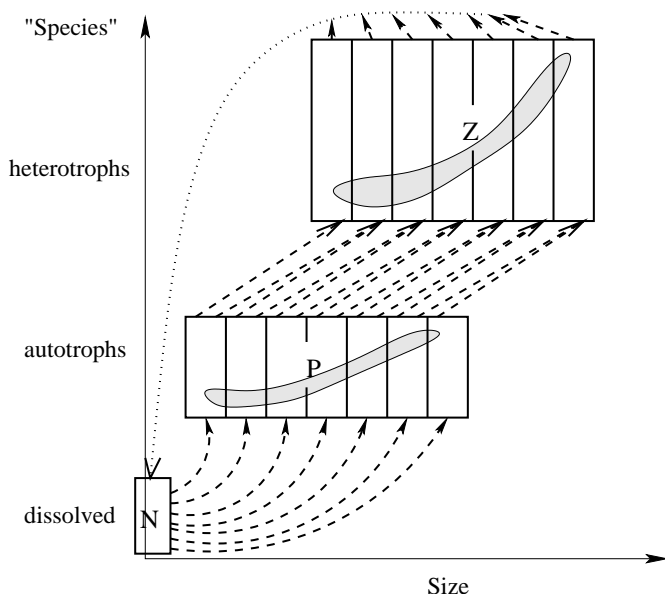 "Species"
Z
heterotrophs
autotrophs
P
dissolved
N
Size